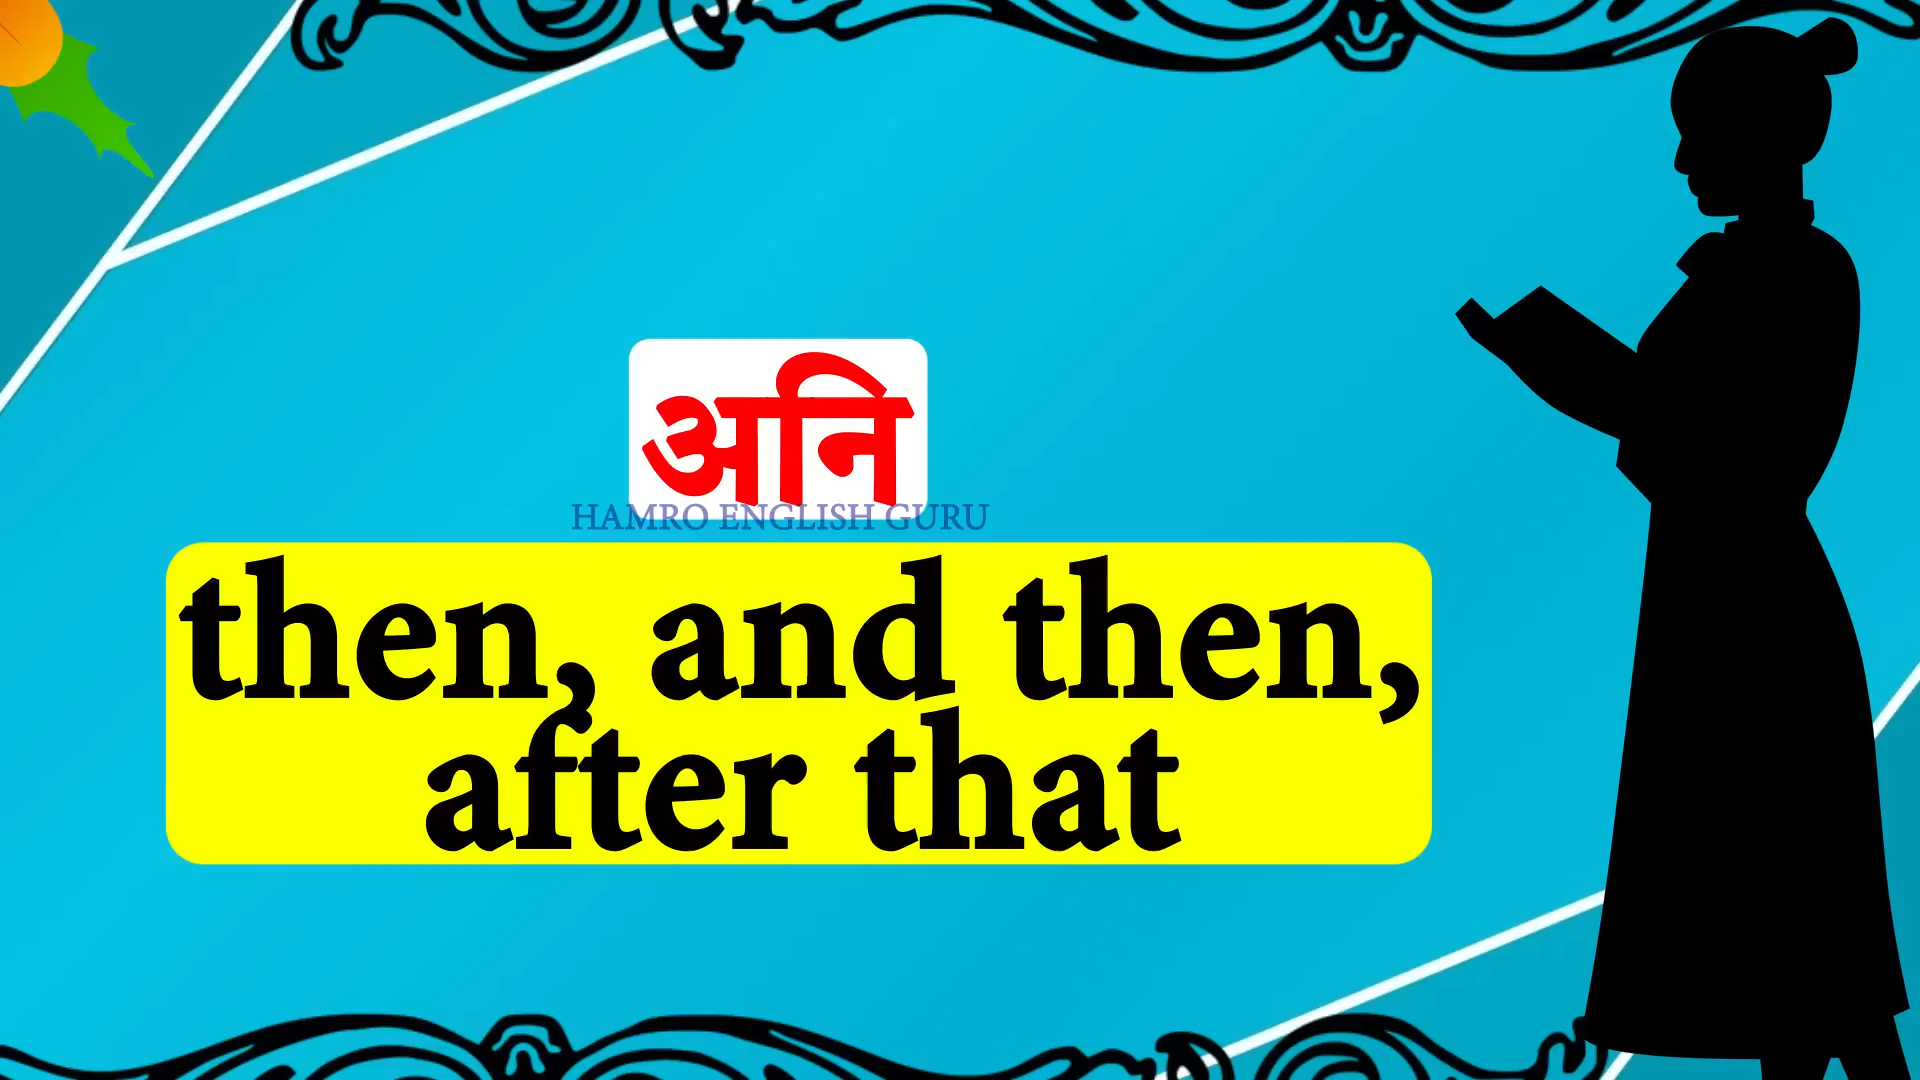 अनि
HAMRO ENGLISH GURU
then, and then,
after that